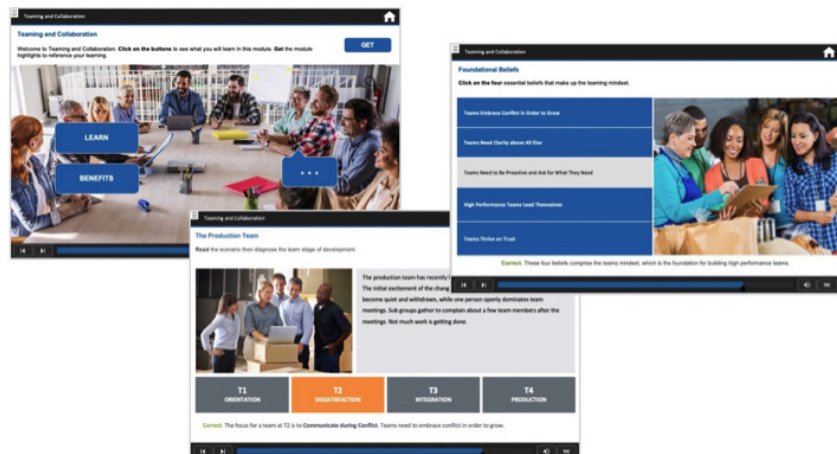 Teaming and Collaboration
Teaming and Collaboration
Welcome to Teaming and Collaboration. Click on the buttons to see what you will learn in this module. Get the module
highlights to reference your learning.
GET
LEARN
BENEFITS
...
Teaming and Collaboration
Foundational Beliefs
Click on the four essential beliefs that make up the teaming mindset.
Teams Embrace Conflict in Order to Grow
Teams Need Clarity above All Else
Teams Need to Be Proactive and Ask for What They Need
High Performance Teams Lead Themselves
Teams Thrive on Trust
Correct. These four beliefs comprise the teams mindset, which is the foundation for building high performance teams.
Teaming and Collaboration
The Production Team
Read the scenario then diagnose the team stage of development.
The production team has recently
The initial excitement of the chang
become quiet and withdrawn, while one person openly dominates team
meetings. Sub groups gather to complain about a few team members after the
meetings. Not much work is getting done.
T1
ORIENTATION
T2
DISSATISFACTION
T3
INTEGRATION
T4
PRODUCTION
Correct. The focus for a team at T2 is to Communicate during Conflict. Teams need to embrace conflict in order to grow.